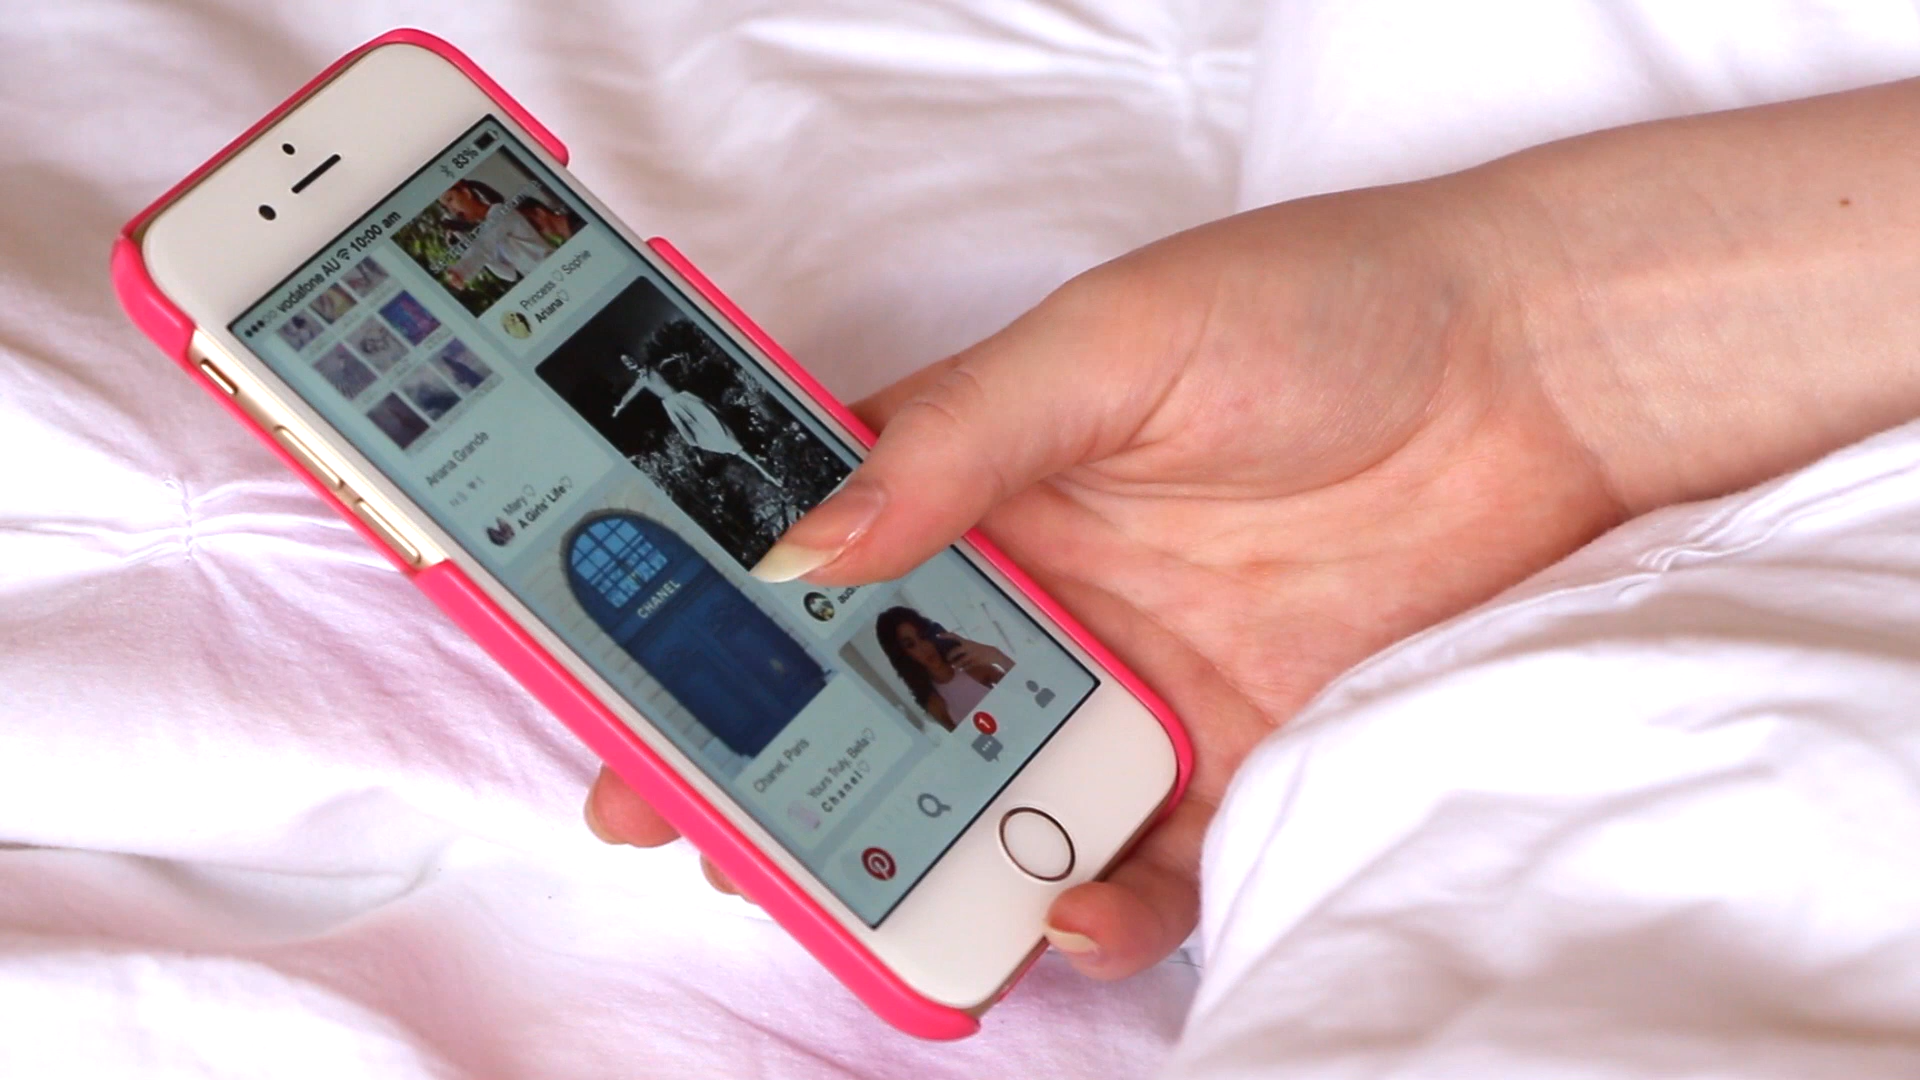 vodafone AU 10:00 am 83%
Princess ♡ Sophie
Ariana♡
Ariana Grande
Mary ♡
A Girls' Life♡
CHANEL
Chanel, Paris
Yours Truly, Bella♡
Chanel♡
1